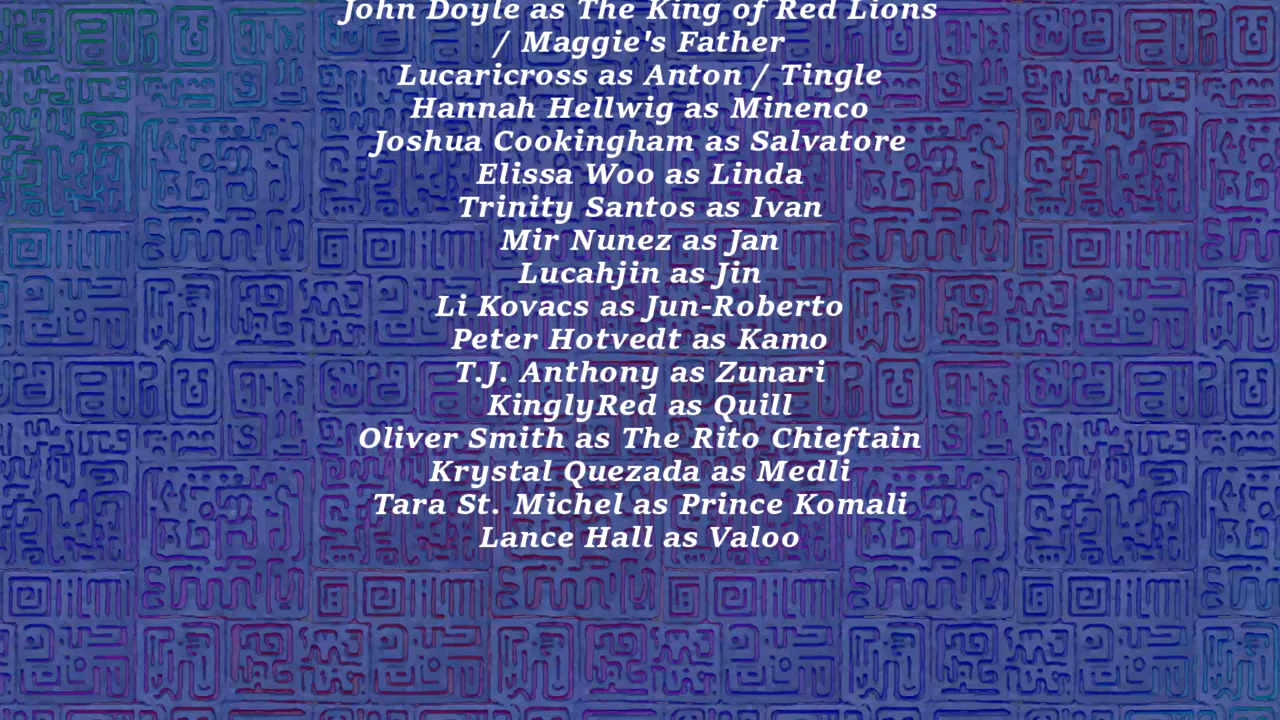 John Doyle as The King of Red Lions
/ Maggie's Father
Lucaricross as Anton / Tingle
Hannah Hellwig as Minenco
Joshua Cookingham as Salvatore
Elissa Woo as Linda
Trinity Santos as Ivan
Mir Nunez as Jan
Lucahjin as Jin
Li Kovacs as Jun-Roberto
Peter Hotvedt as Kamo
T.J. Anthony as Zunari
KinglyRed as Quill
Oliver Smith as The Rito Chieftain
Krystal Quezada as Medli
Tara St. Michel as Prince Komali
Lance Hall as Valoo